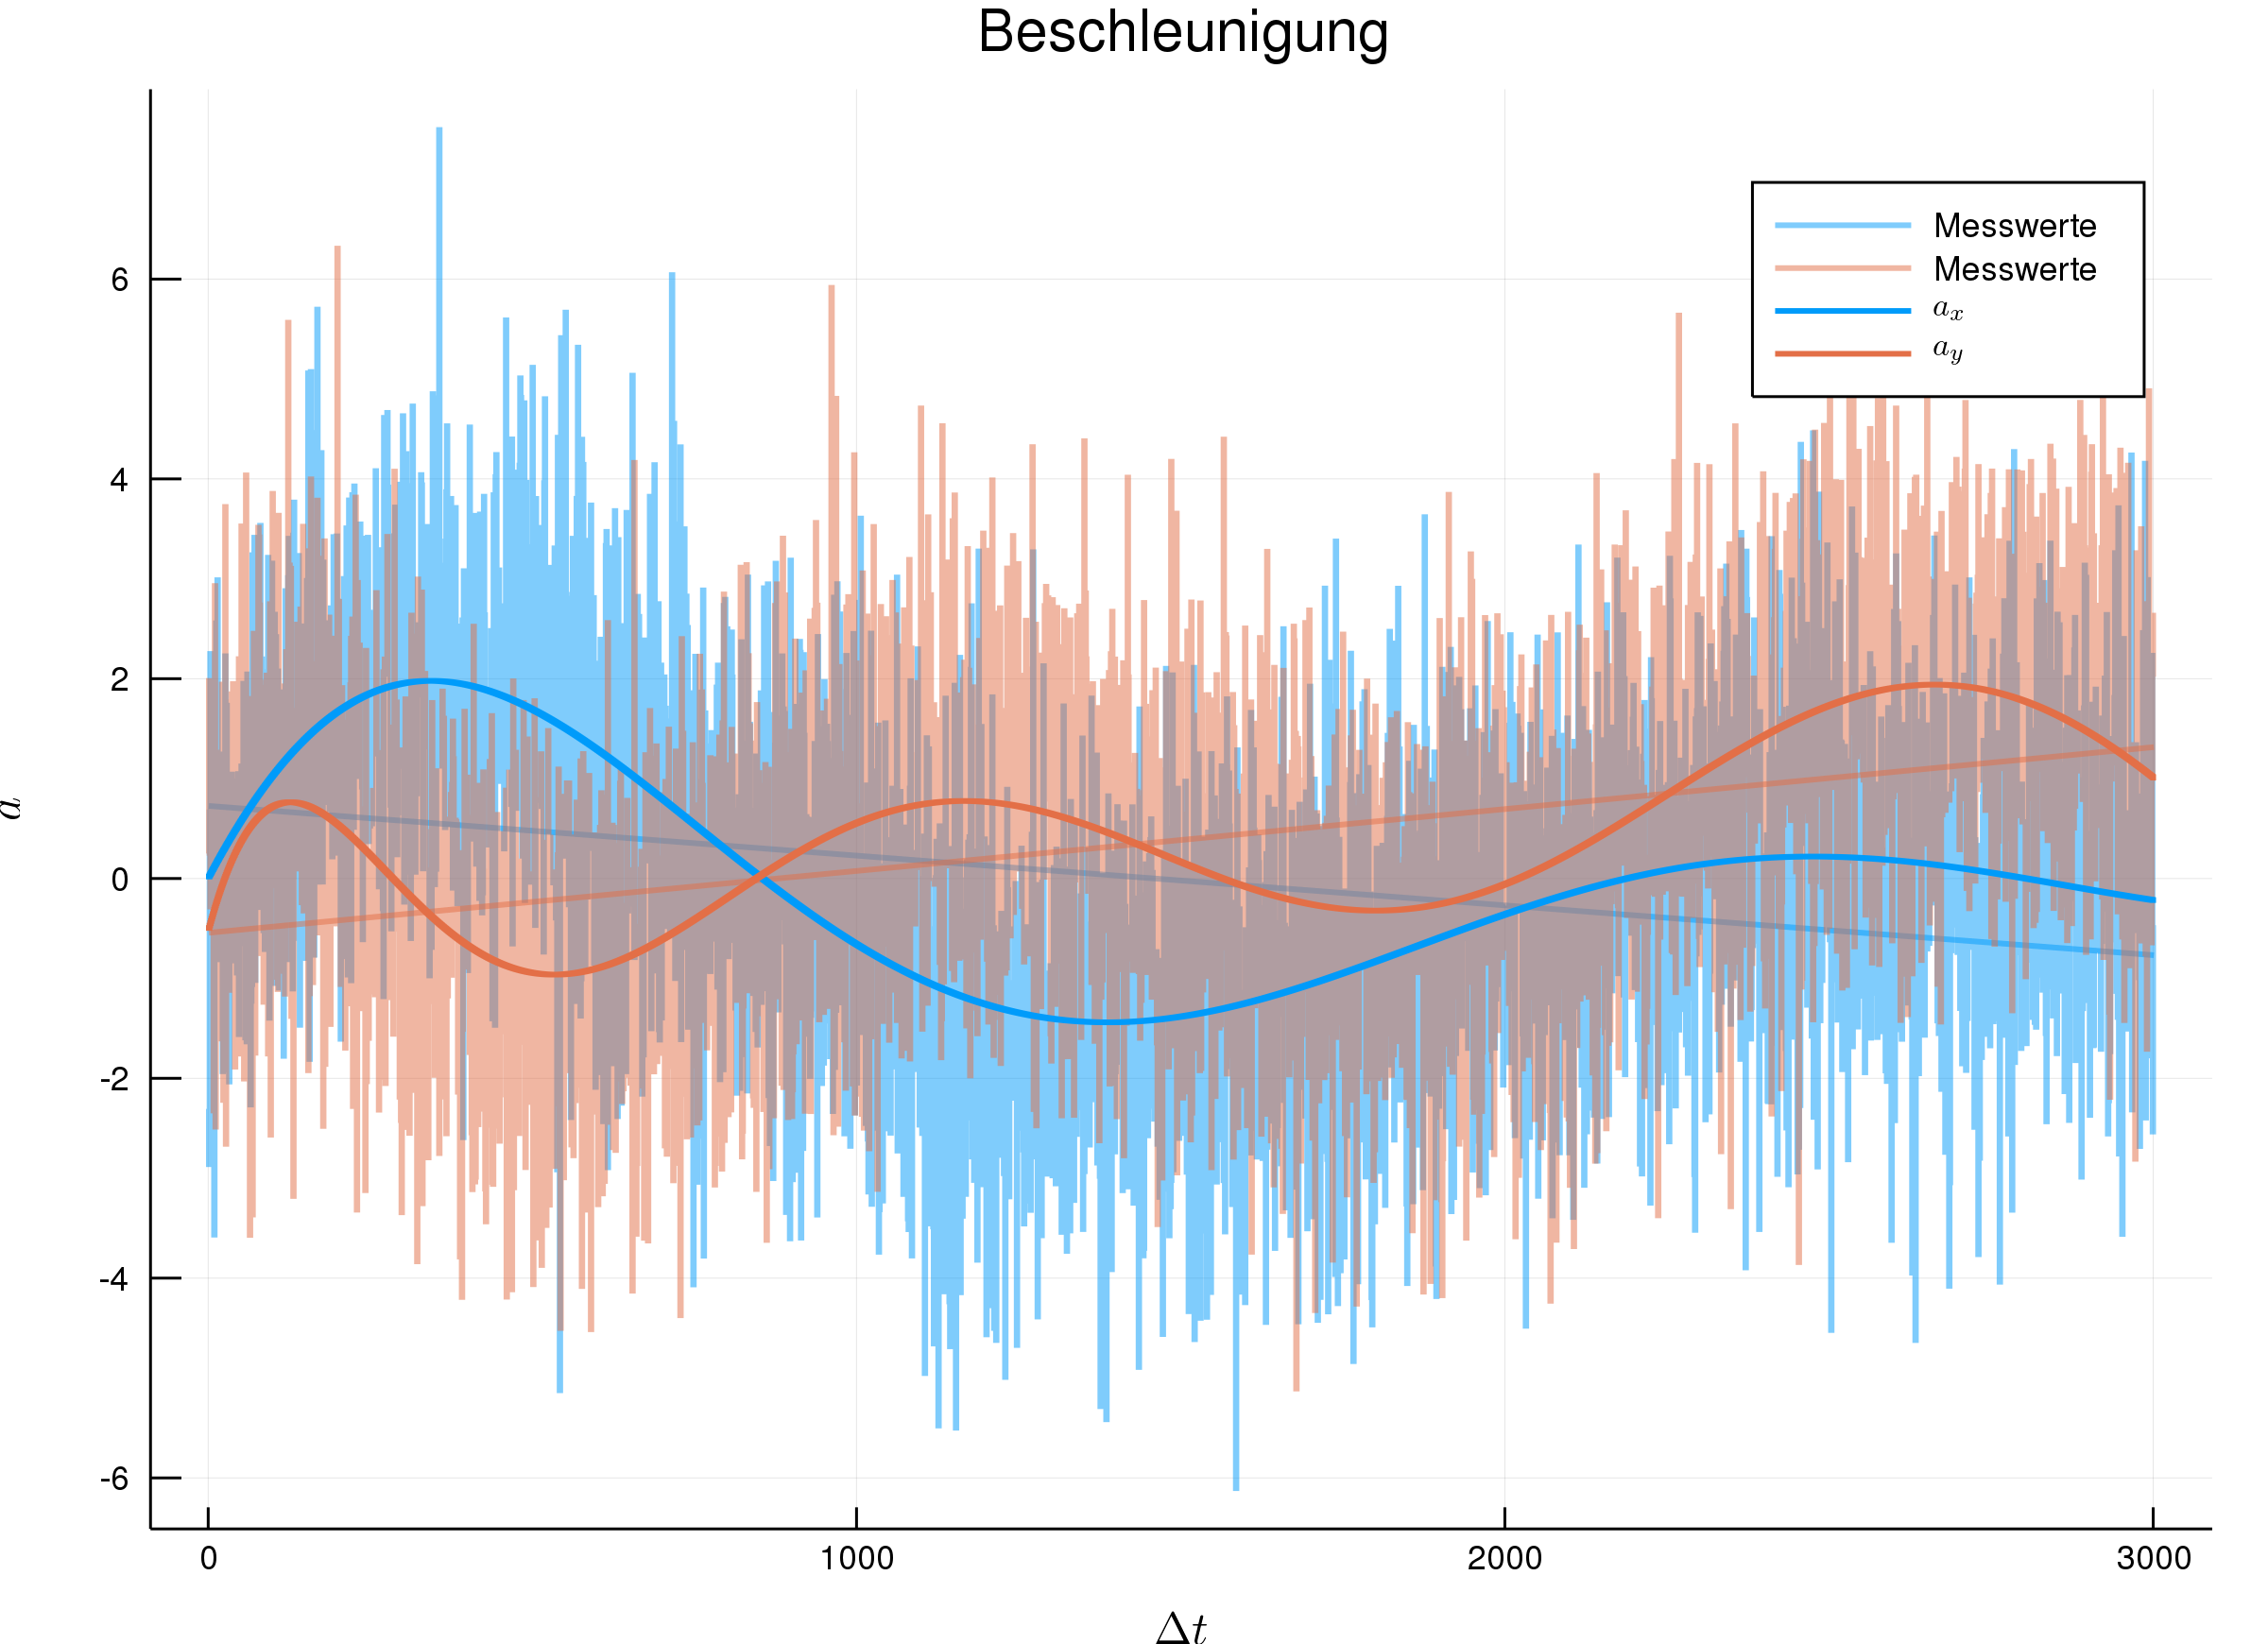 Beschleunigung
Messwerte
Messwerte
a_x
a_y
a
6
4
2
0
-2
-4
-6
0 1000 2000 3000
Δt